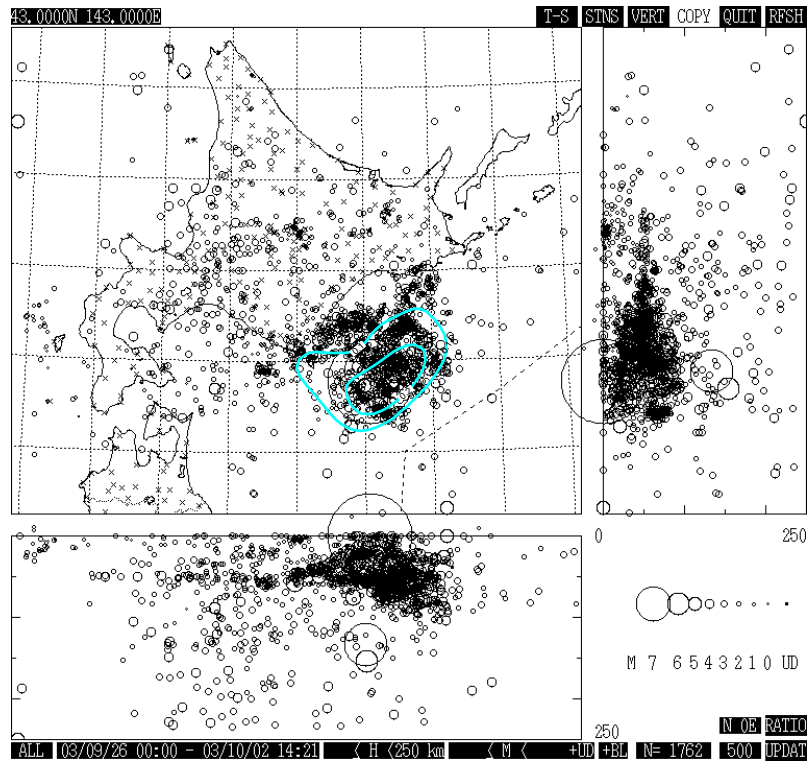 43.0000N 143.0000E T-S STNS VERT COPY QUIT RFSH
0 250
M 7 6 5 4 3 2 1 0 UD
250
N OE RATIO
ALL 03/09/26 00:00 - 03/10/02 14:21 < H <250 km < M < +UD +BL N= 1762 500 UPDAT